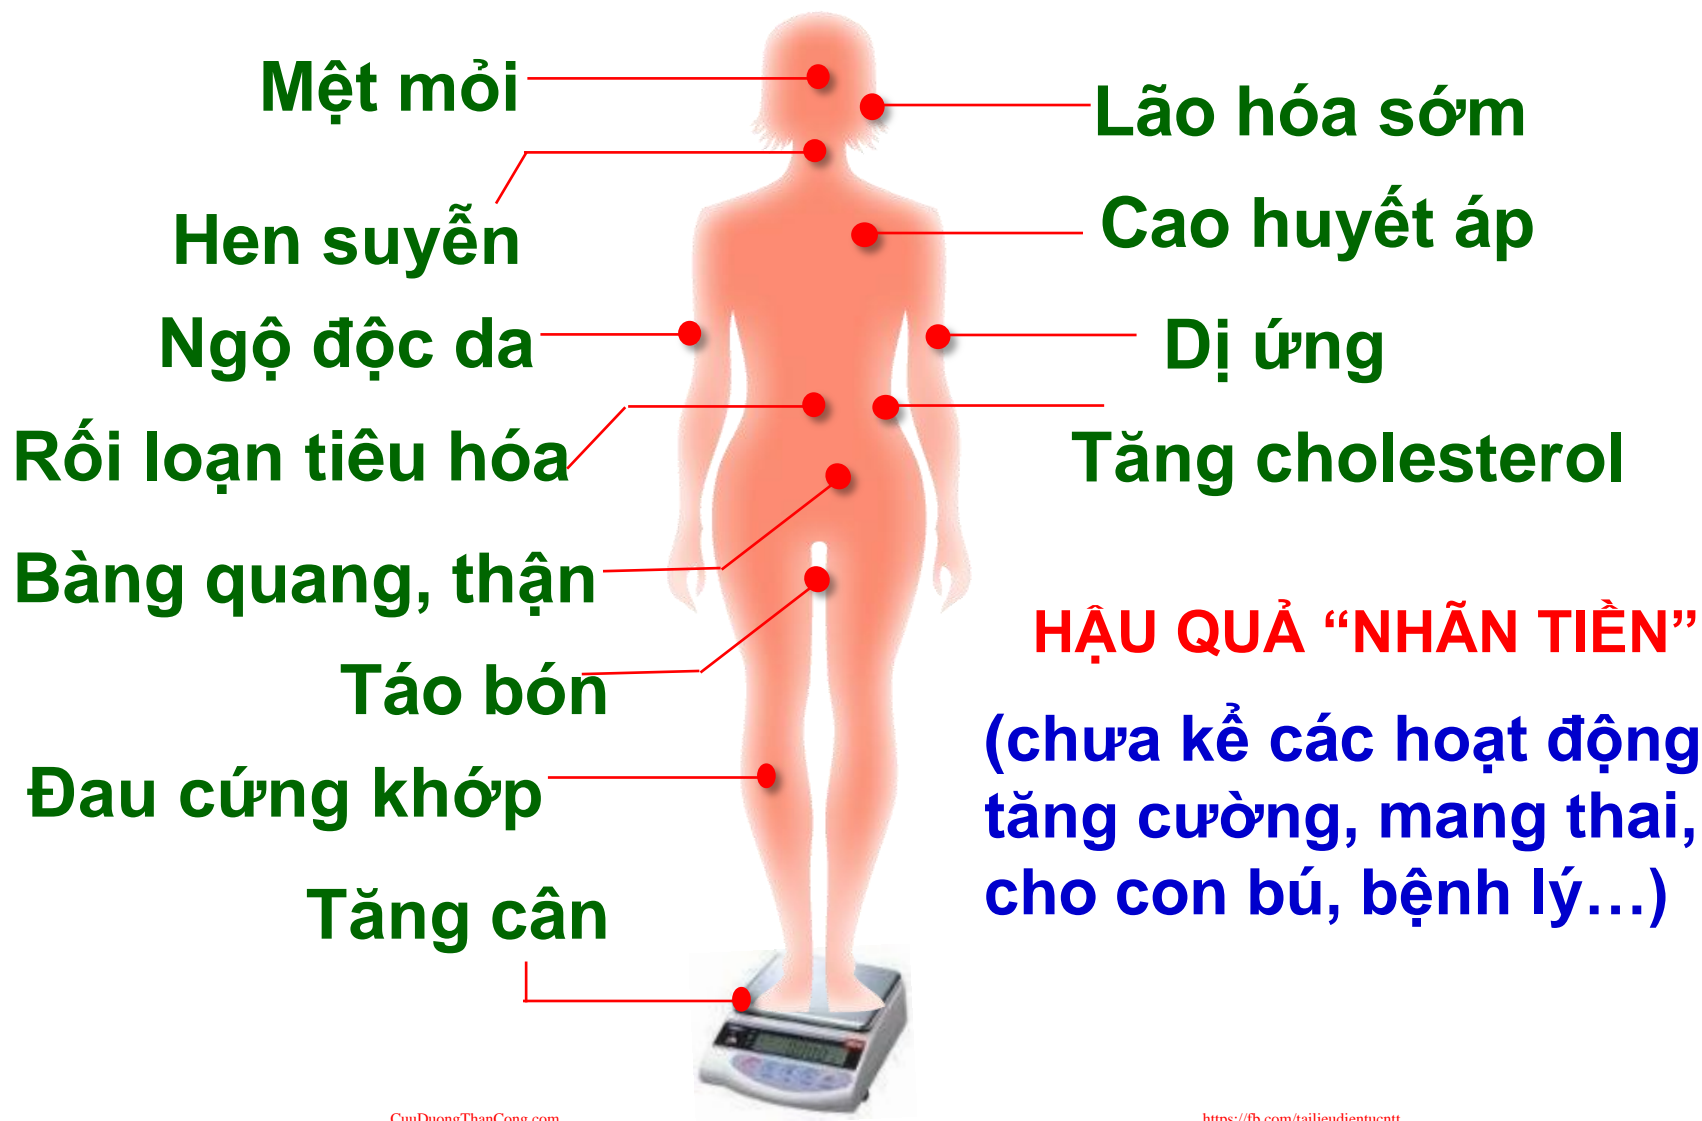 Mệt mỏi
Lão hóa sớm
Hen suyễn
Cao huyết áp
Ngộ độc da
Dị ứng
Rối loạn tiêu hóa
Tăng cholesterol
Bàng quang, thận
HẬU QUẢ “NHÃN TIỀN”
Táo bón
(chưa kể các hoạt động
tăng cường, mang thai,
cho con bú, bệnh lý…)
Đau cứng khớp
Tăng cân
CuuDuongThanCong.com
https://fb.com/tailieudientucntt